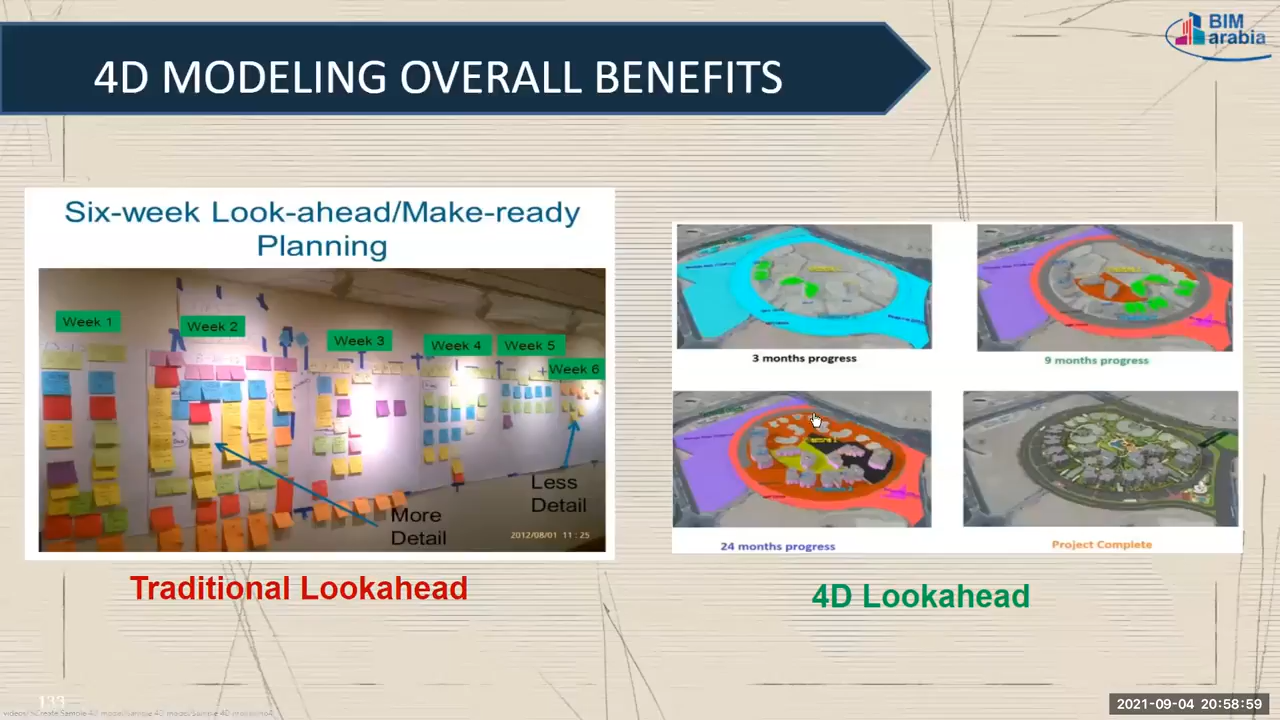 BIM
arabia
4D MODELING OVERALL BENEFITS
Six-week Look-ahead/Make-ready
Planning
Week 1
Week 2
Week 3
Week 4
Week 5
Week 6
More
Detail
Less
Detail
2012/08/01 11:25
Traditional Lookahead
3 months progress
9 months progress
24 months progress
Project Complete
4D Lookahead
133
2021-09-04 20:58:59